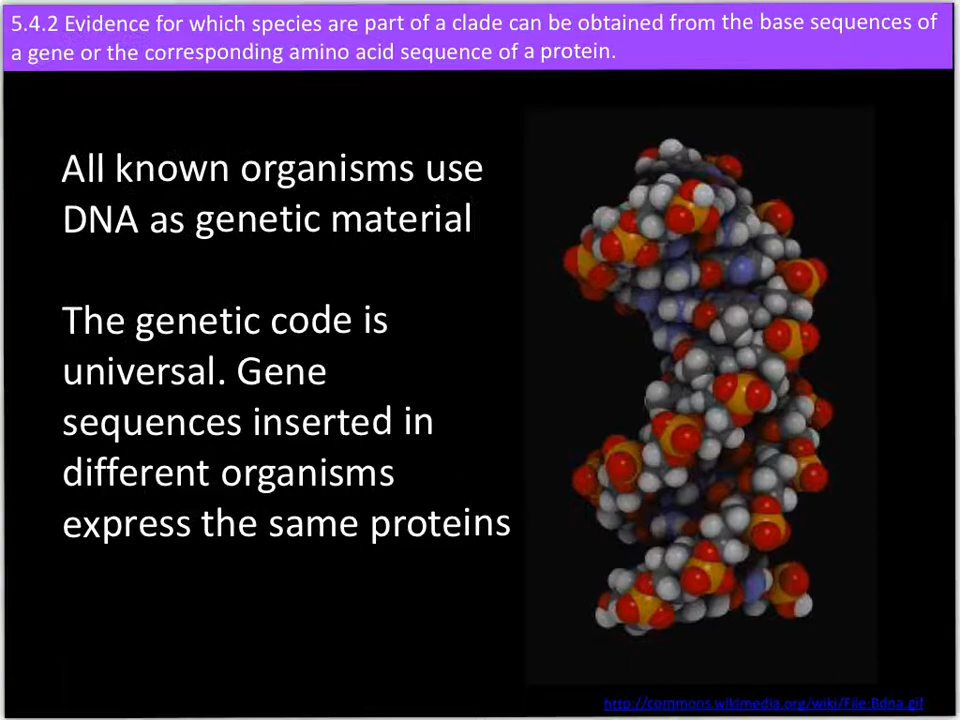 5.4.2 Evidence for which species are part of a clade can be obtained from the base sequences of
a gene or the corresponding amino acid sequence of a protein.
All known organisms use
DNA as genetic material
The genetic code is
universal. Gene
sequences inserted in
different organisms
express the same proteins
http://commons.wikimedia.org/wiki/File:Bdna.gif